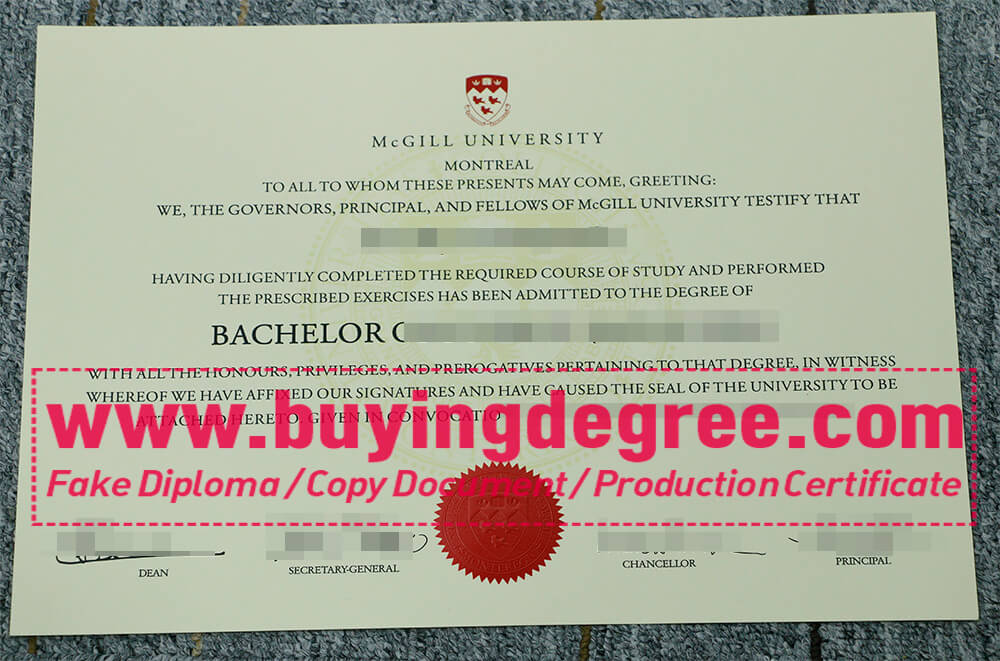 McGILL UNIVERSITY
MONTREAL
TO ALL TO WHOM THESE PRESENTS MAY COME, GREETING:
WE, THE GOVERNORS, PRINCIPAL, AND FELLOWS OF McGILL UNIVERSITY TESTIFY THAT
HAVING DILIGENTLY COMPLETED THE REQUIRED COURSE OF STUDY AND PERFORMED
THE PRESCRIBED EXERCISES HAS BEEN ADMITTED TO THE DEGREE OF
BACHELOR
WITH ALL THE HONOURS, PRIVILEGES, AND PREROGATIVES PERTAINING TO THAT DEGREE. IN WITNESS
WHEREOF WE HAVE AFFIXED OUR SIGNATURES AND HAVE CAUSED THE SEAL OF THE UNIVERSITY TO BE
ATTACHED HERETO. GIVEN IN
www.buyingdegree.com
Fake Diploma / Copy Document / Production Certificate
DEAN
SECRETARY-GENERAL
CHANCELLOR
PRINCIPAL